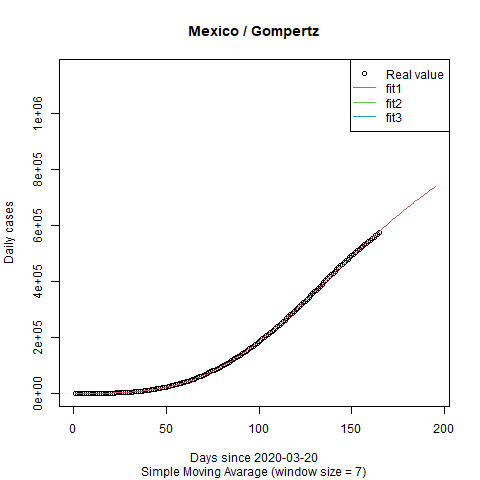 Mexico / Gompertz
Real value
fit1
fit2
fit3
Daily cases
1e+06
8e+05
6e+05
4e+05
2e+05
0e+00
0 50 100 150 200
Days since 2020-03-20
Simple Moving Avarage (window size = 7)